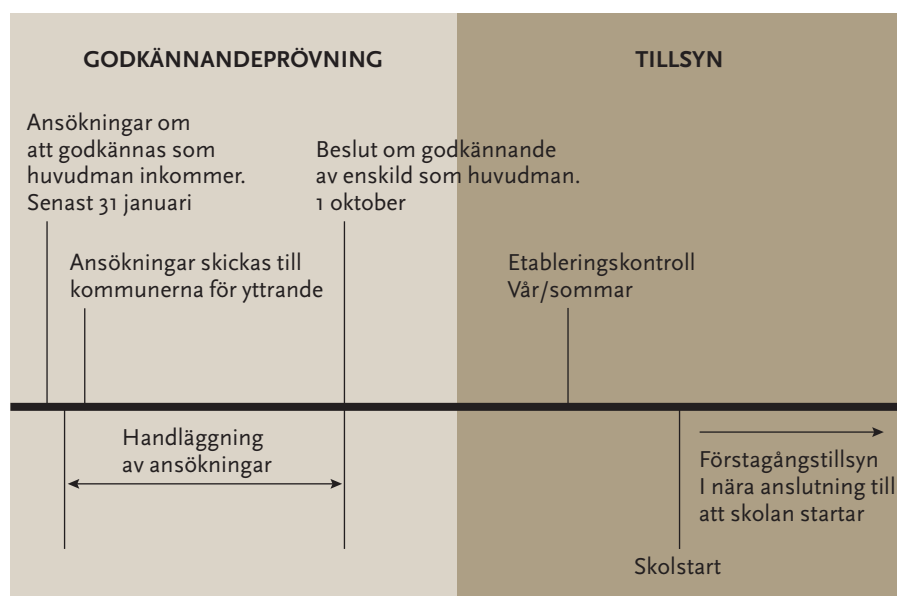 GODKÄNNANDEPRÖVNING
TILLSYN
Ansökningar om
att godkännas som
huvudman inkommer.
Senast 31 januari
Beslut om godkännande
av enskild som huvudman.
1 oktober
Ansökningar skickas till
kommunerna för yttrande
Etableringskontroll
Vår/sommar
Handläggning
av ansökningar
Förstagångstillsyn
I nära anslutning till
att skolan startar
Skolstart